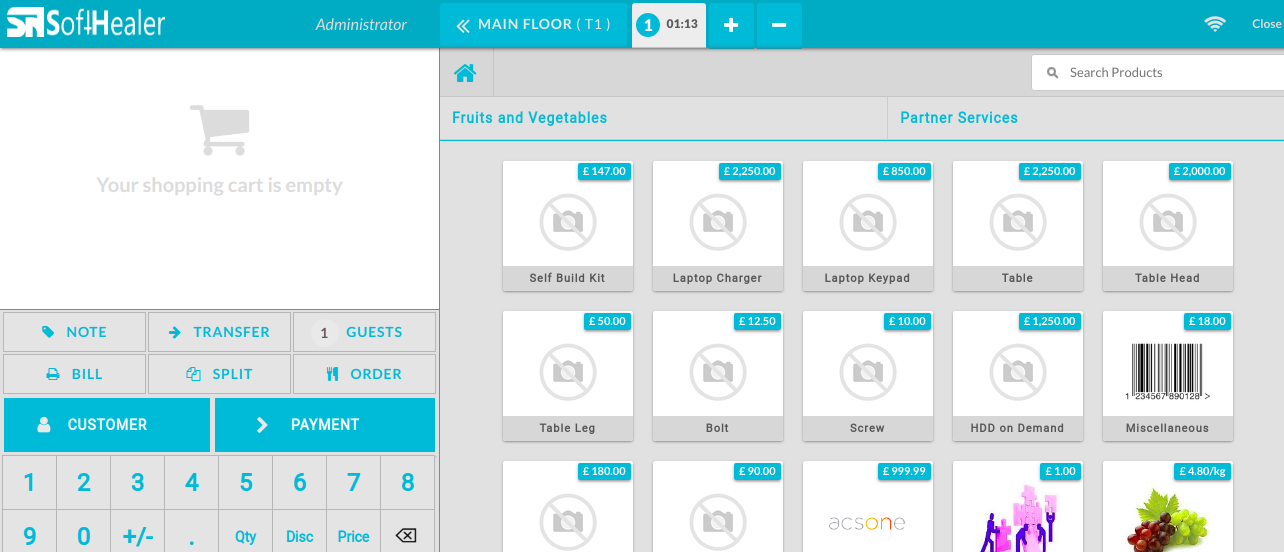 SoftHealer
Administrator
MAIN FLOOR ( T1 )
1 01:13
+
−
Close
Your shopping cart is empty
Search Products
Fruits and Vegetables
Partner Services
£ 147.00
£ 2,250.00
£ 850.00
£ 2,250.00
£ 2,000.00
Self Build Kit
Laptop Charger
Laptop Keypad
Table
Table Head
£ 50.00
£ 12.50
£ 10.00
£ 1,250.00
£ 18.00
1 234567 890128 >
Table Leg
Bolt
Screw
HDD on Demand
Miscellaneous
£ 180.00
£ 90.00
£ 999.99
£ 1.00
£ 4.80/kg
acsone
NOTE
TRANSFER
1 GUESTS
BILL
SPLIT
ORDER
CUSTOMER
PAYMENT
1 2 3 4 5 6 7 8
9 0 +/- . Qty Disc Price